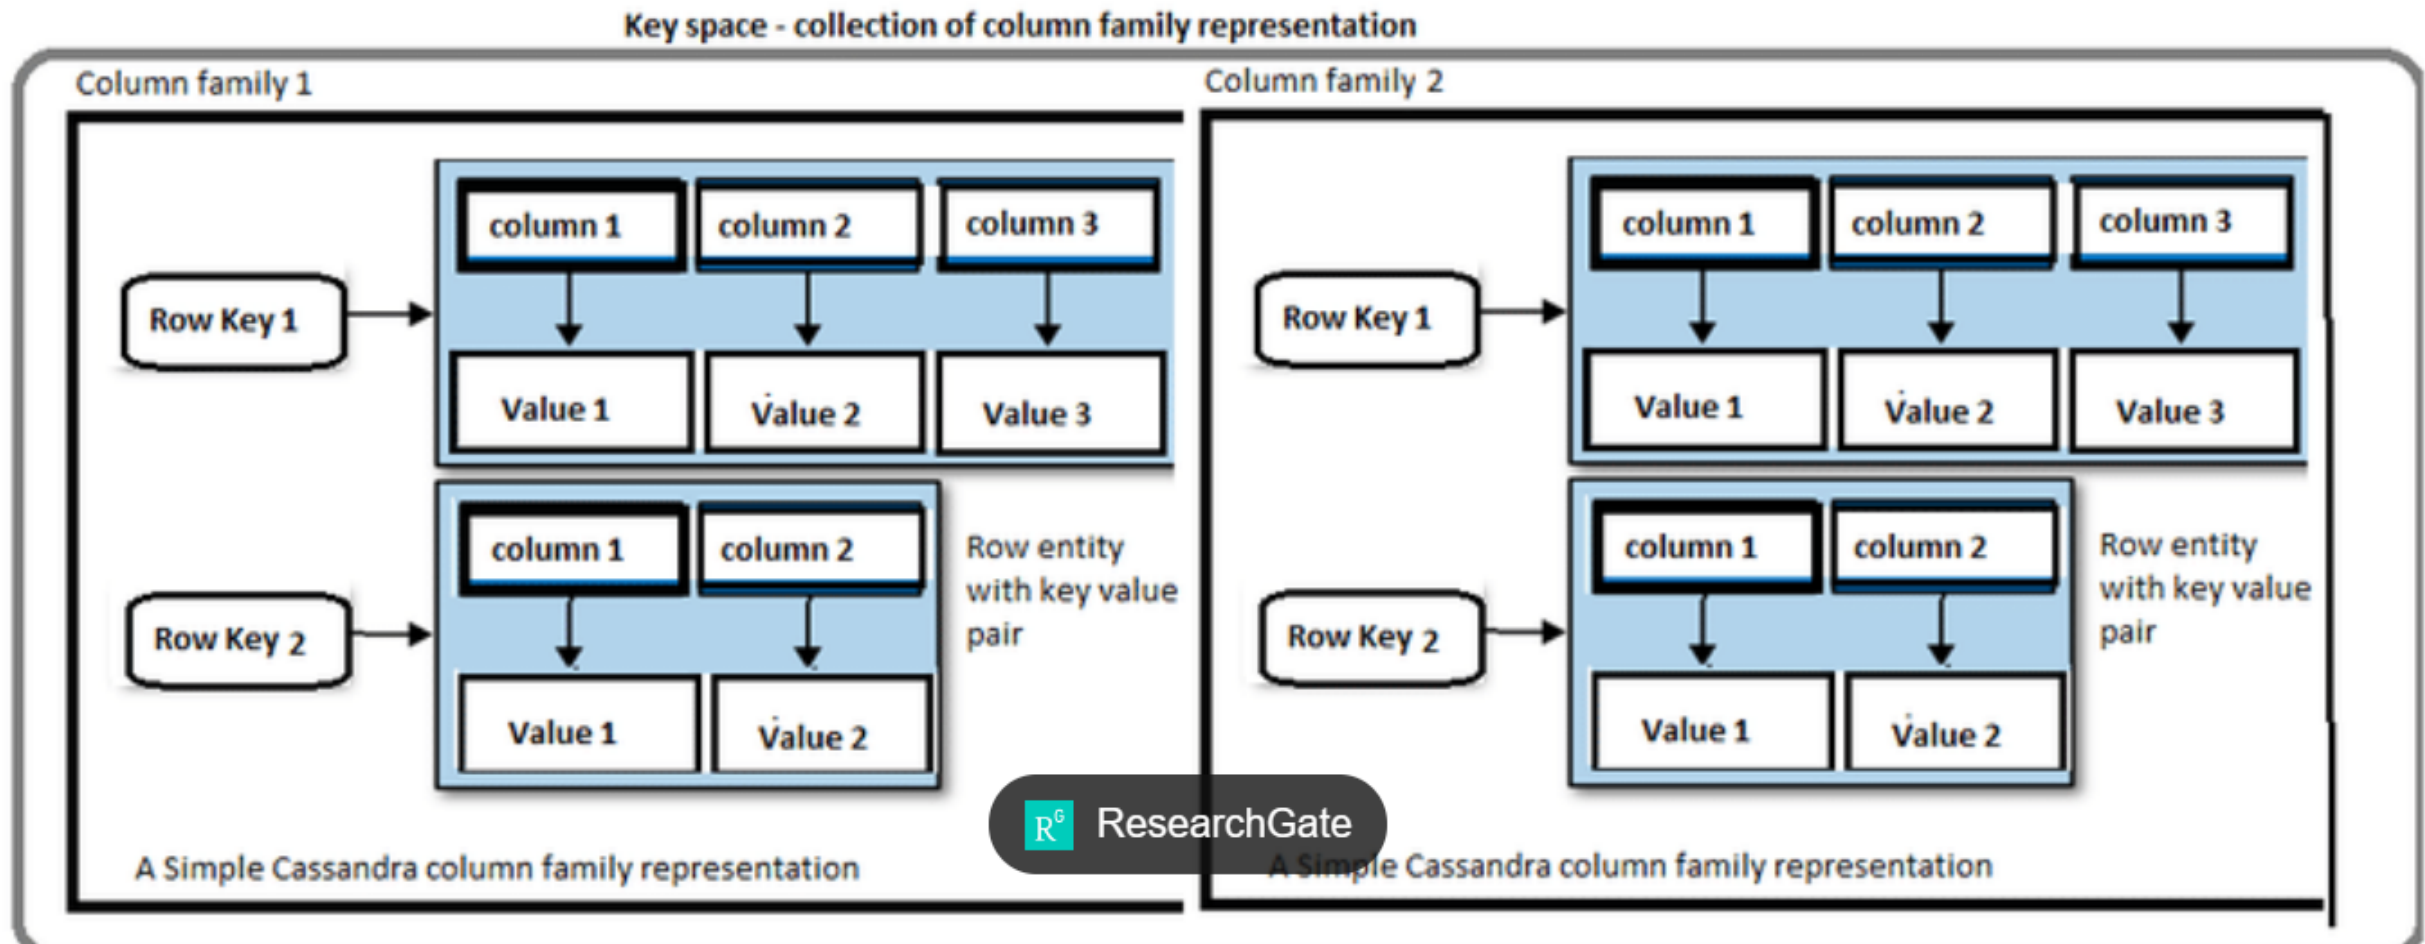 Key space - collection of column family representation
Column family 1
column 1 column 2 column 3
Row Key 1
Value 1 Value 2 Value 3
column 1 column 2
Row entity
with key value
pair
Row Key 2
Value 1 Value 2
A Simple Cassandra column family representation
Column family 2
column 1 column 2 column 3
Row Key 1
Value 1 Value 2 Value 3
column 1 column 2
Row entity
with key value
pair
Row Key 2
Value 1 Value 2
A Simple Cassandra column family representation
RG ResearchGate